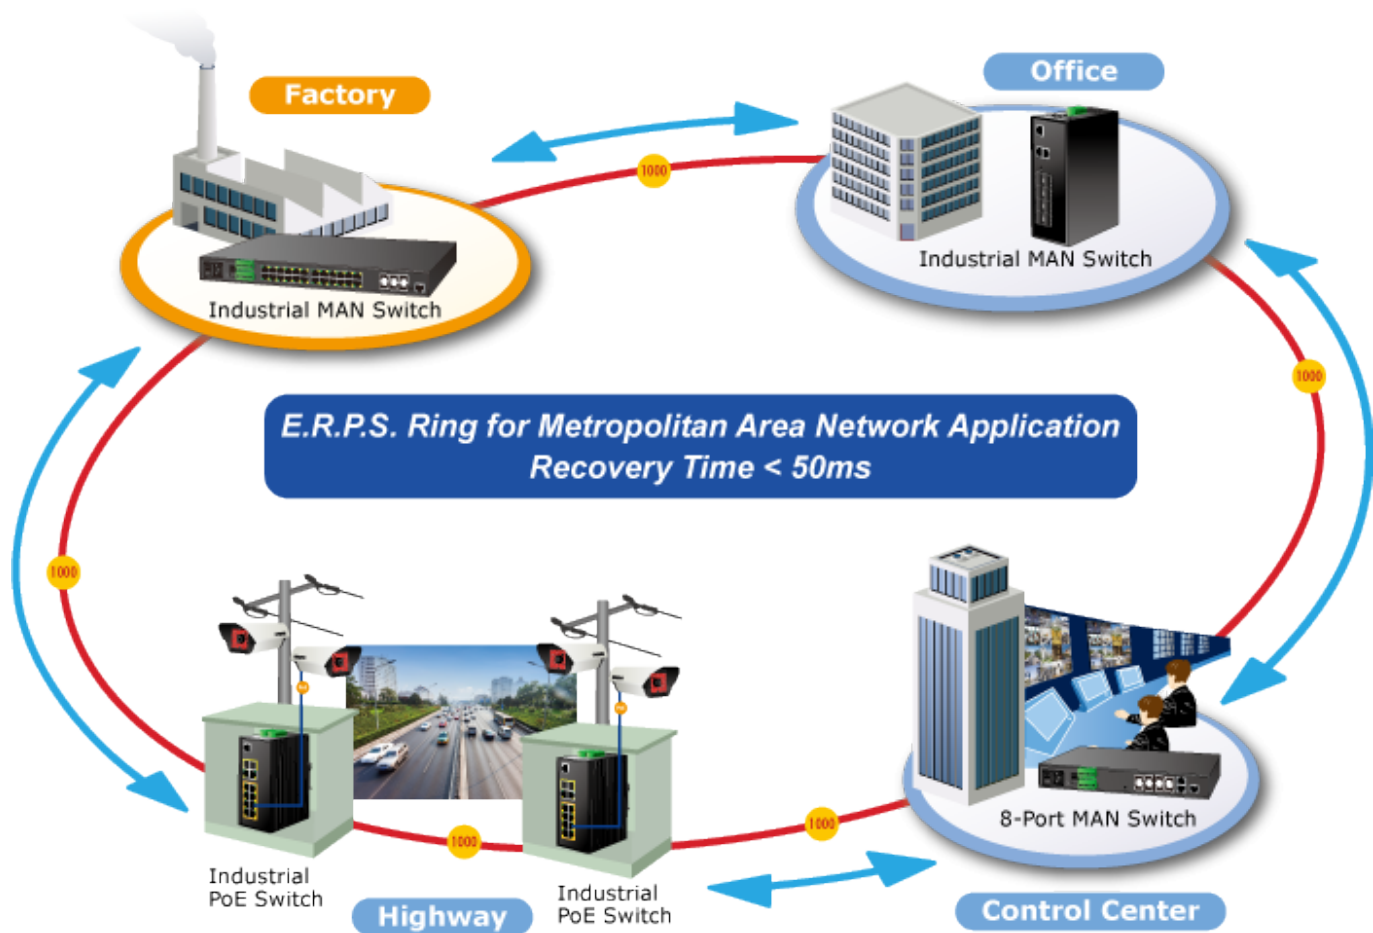 Factory
Office
1000
Industrial MAN Switch
Industrial MAN Switch
1000
E.R.P.S. Ring for Metropolitan Area Network Application
Recovery Time < 50ms
1000
1000
1000
8-Port MAN Switch
Industrial
PoE Switch
Industrial
PoE Switch
Highway
Control Center